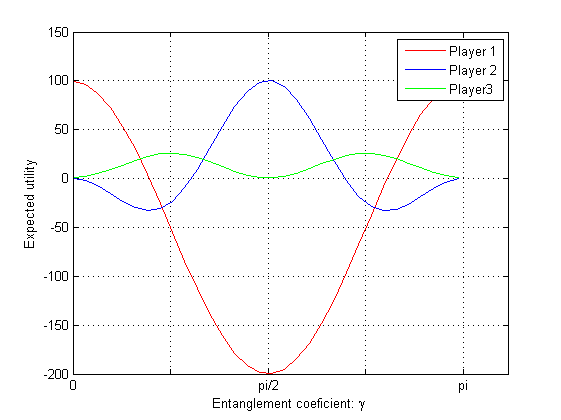 150
100
50
0
-50
-100
-150
-200
Expected utility
Player 1
Player 2
Player3
0
pi/2
pi
Entanglement coeficient: γ